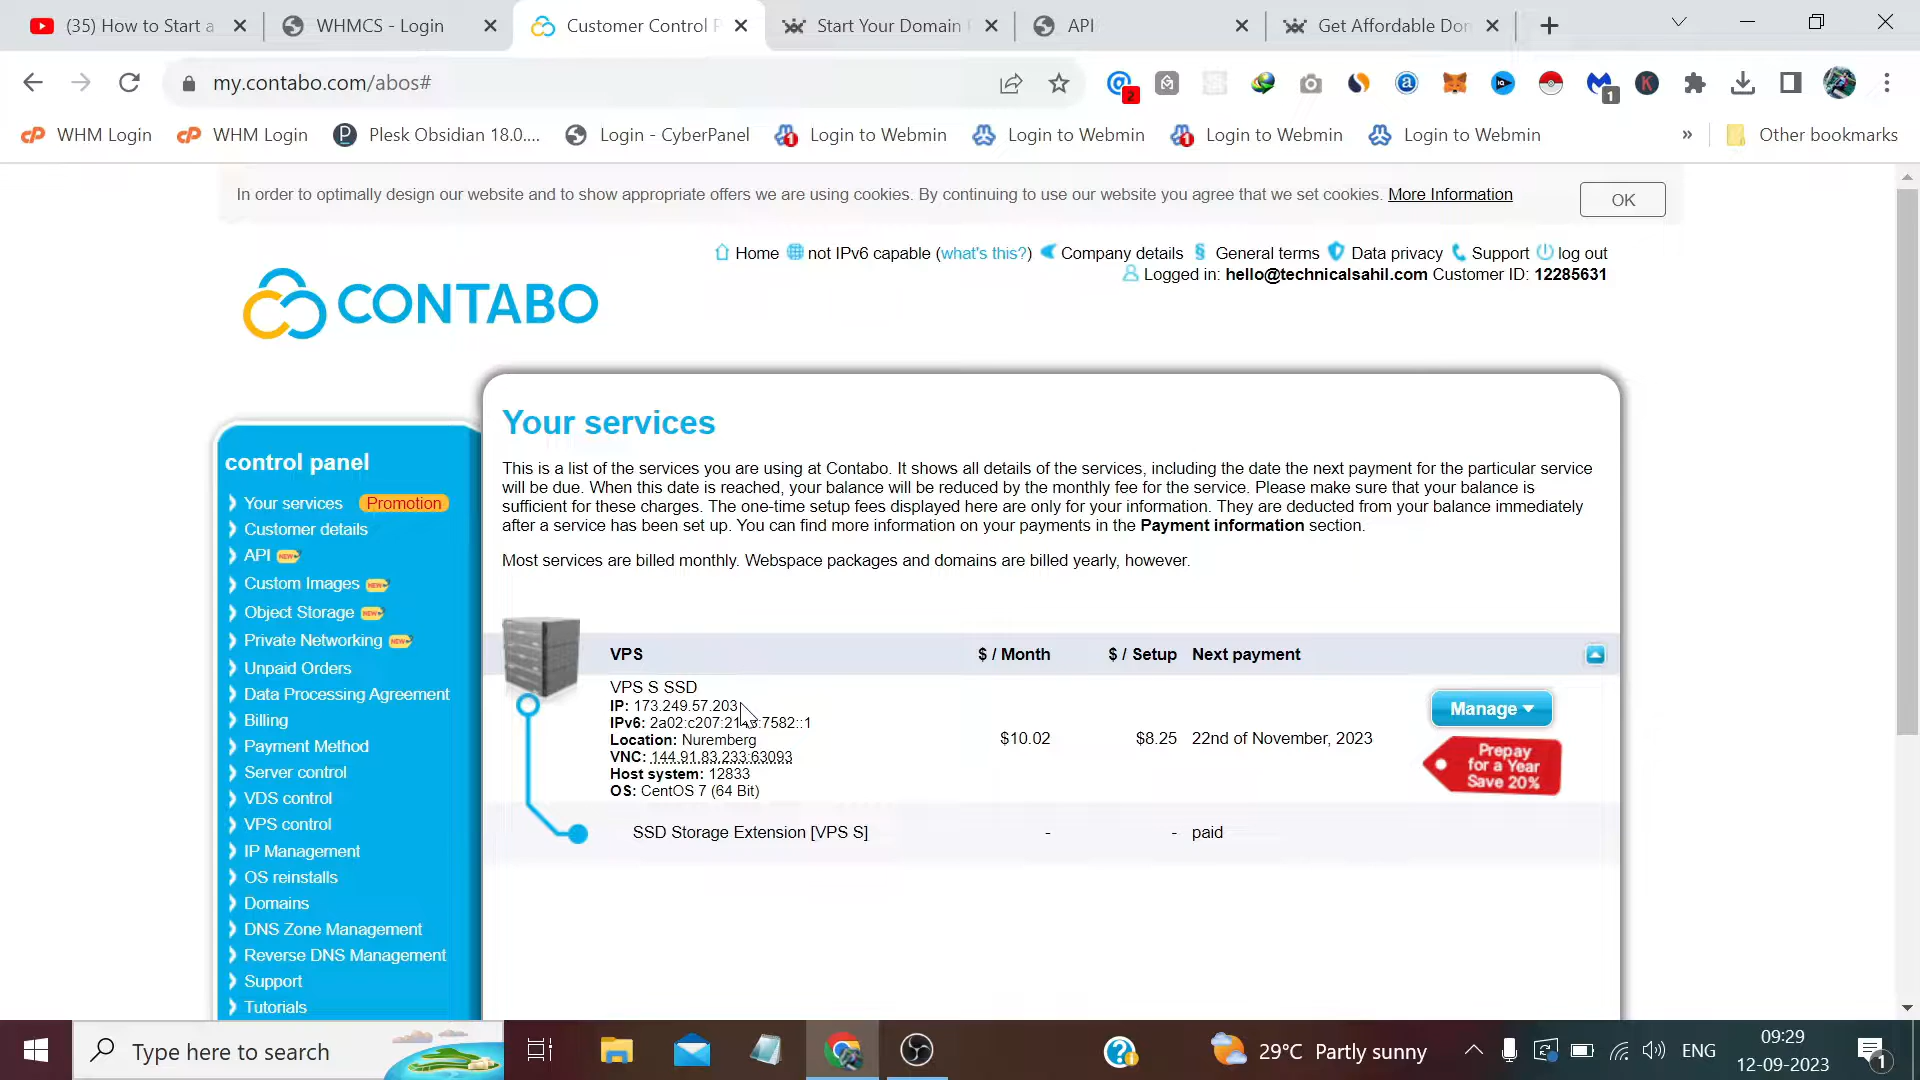 (35) How to Start a
WHMCS - Login
Customer Control P
Start Your Domain
API
Get Affordable Dor
my.contabo.com/abos#
2
1
WHM Login
WHM Login
Plesk Obsidian 18.0....
Login - CyberPanel
Login to Webmin
Login to Webmin
Login to Webmin
Login to Webmin
»
Other bookmarks
In order to optimally design our website and to show appropriate offers we are using cookies. By continuing to use our website you agree that we set cookies. More Information
OK
Home not IPv6 capable (what's this?) Company details § General terms Data privacy Support log out
Logged in: hello@technicalsahil.com Customer ID: 12285631
CONTABO
control panel
Your services Promotion
Customer details
API NEW
Custom Images NEW
Object Storage NEW
Private Networking NEW
Unpaid Orders
Data Processing Agreement
Billing
Payment Method
Server control
VDS control
VPS control
IP Management
OS reinstalls
Domains
DNS Zone Management
Reverse DNS Management
Support
Tutorials
Your services
This is a list of the services you are using at Contabo. It shows all details of the services, including the date the next payment for the particular service
will be due. When this date is reached, your balance will be reduced by the monthly fee for the service. Please make sure that your balance is
sufficient for these charges. The one-time setup fees displayed here are only for your information. They are deducted from your balance immediately
after a service has been set up. You can find more information on your payments in the Payment information section.
Most services are billed monthly. Webspace packages and domains are billed yearly, however.
VPS $ / Month $ / Setup Next payment
VPS S SSD
IP: 173.249.57.203
IPv6:
Location: Nuremberg
VNC: 144.91.83.233:63093
Host system: 12833
OS: CentOS 7 (64 Bit)
$10.02 $8.25 22nd of November, 2023
Manage
Prepay
for a Year
Save 20%
SSD Storage Extension [VPS S] - - paid
Type here to search
29°C Partly sunny
ENG
09:29
12-09-2023
1